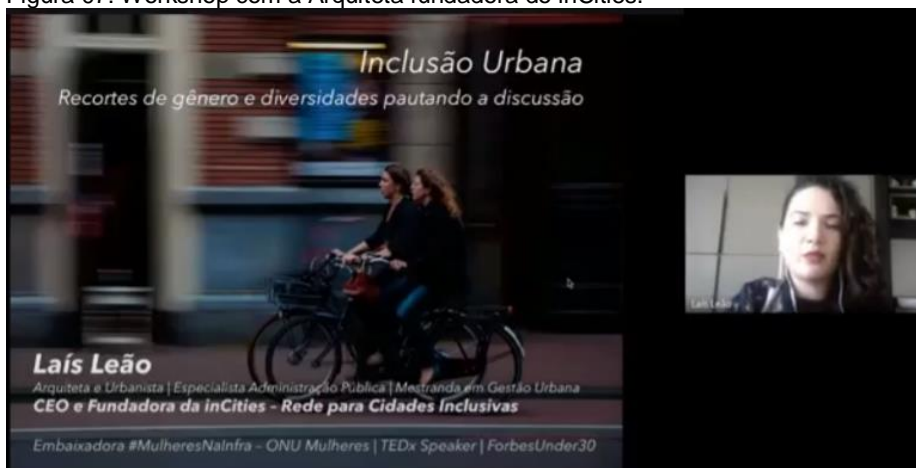 Figura 07: Workshop com a Arquiteta fundadora do inCities.
Inclusão Urbana
Recortes de gênero e diversidades pautando a discussão
Laís Leão
Laís Leão
Arquiteta e Urbanista | Especialista Administração Pública | Mestranda em Gestão Urbana
CEO e Fundadora da inCities - Rede para Cidades Inclusivas
Embaixadora #MulheresNaInfra – ONU Mulheres | TEDx Speaker | ForbesUnder30